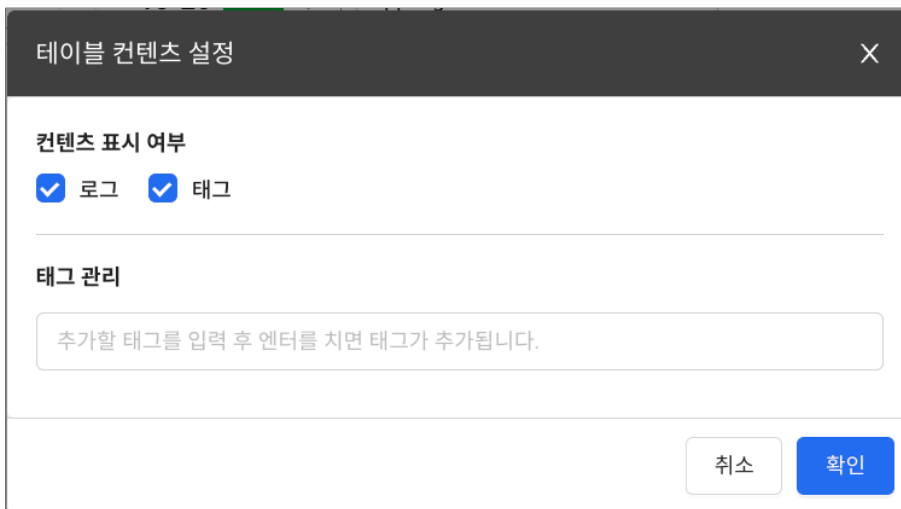 테이블 컨텐츠 설정
컨텐츠 표시 여부
로그 태그
태그 관리
추가할 태그를 입력 후 엔터를 치면 태그가 추가됩니다.
취소 확인